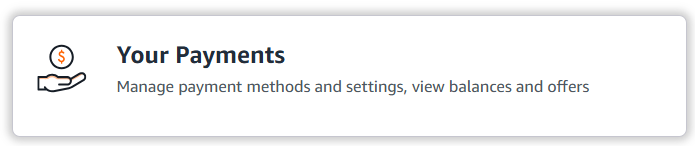 $
Your Payments
Manage payment methods and settings, view balances and offers